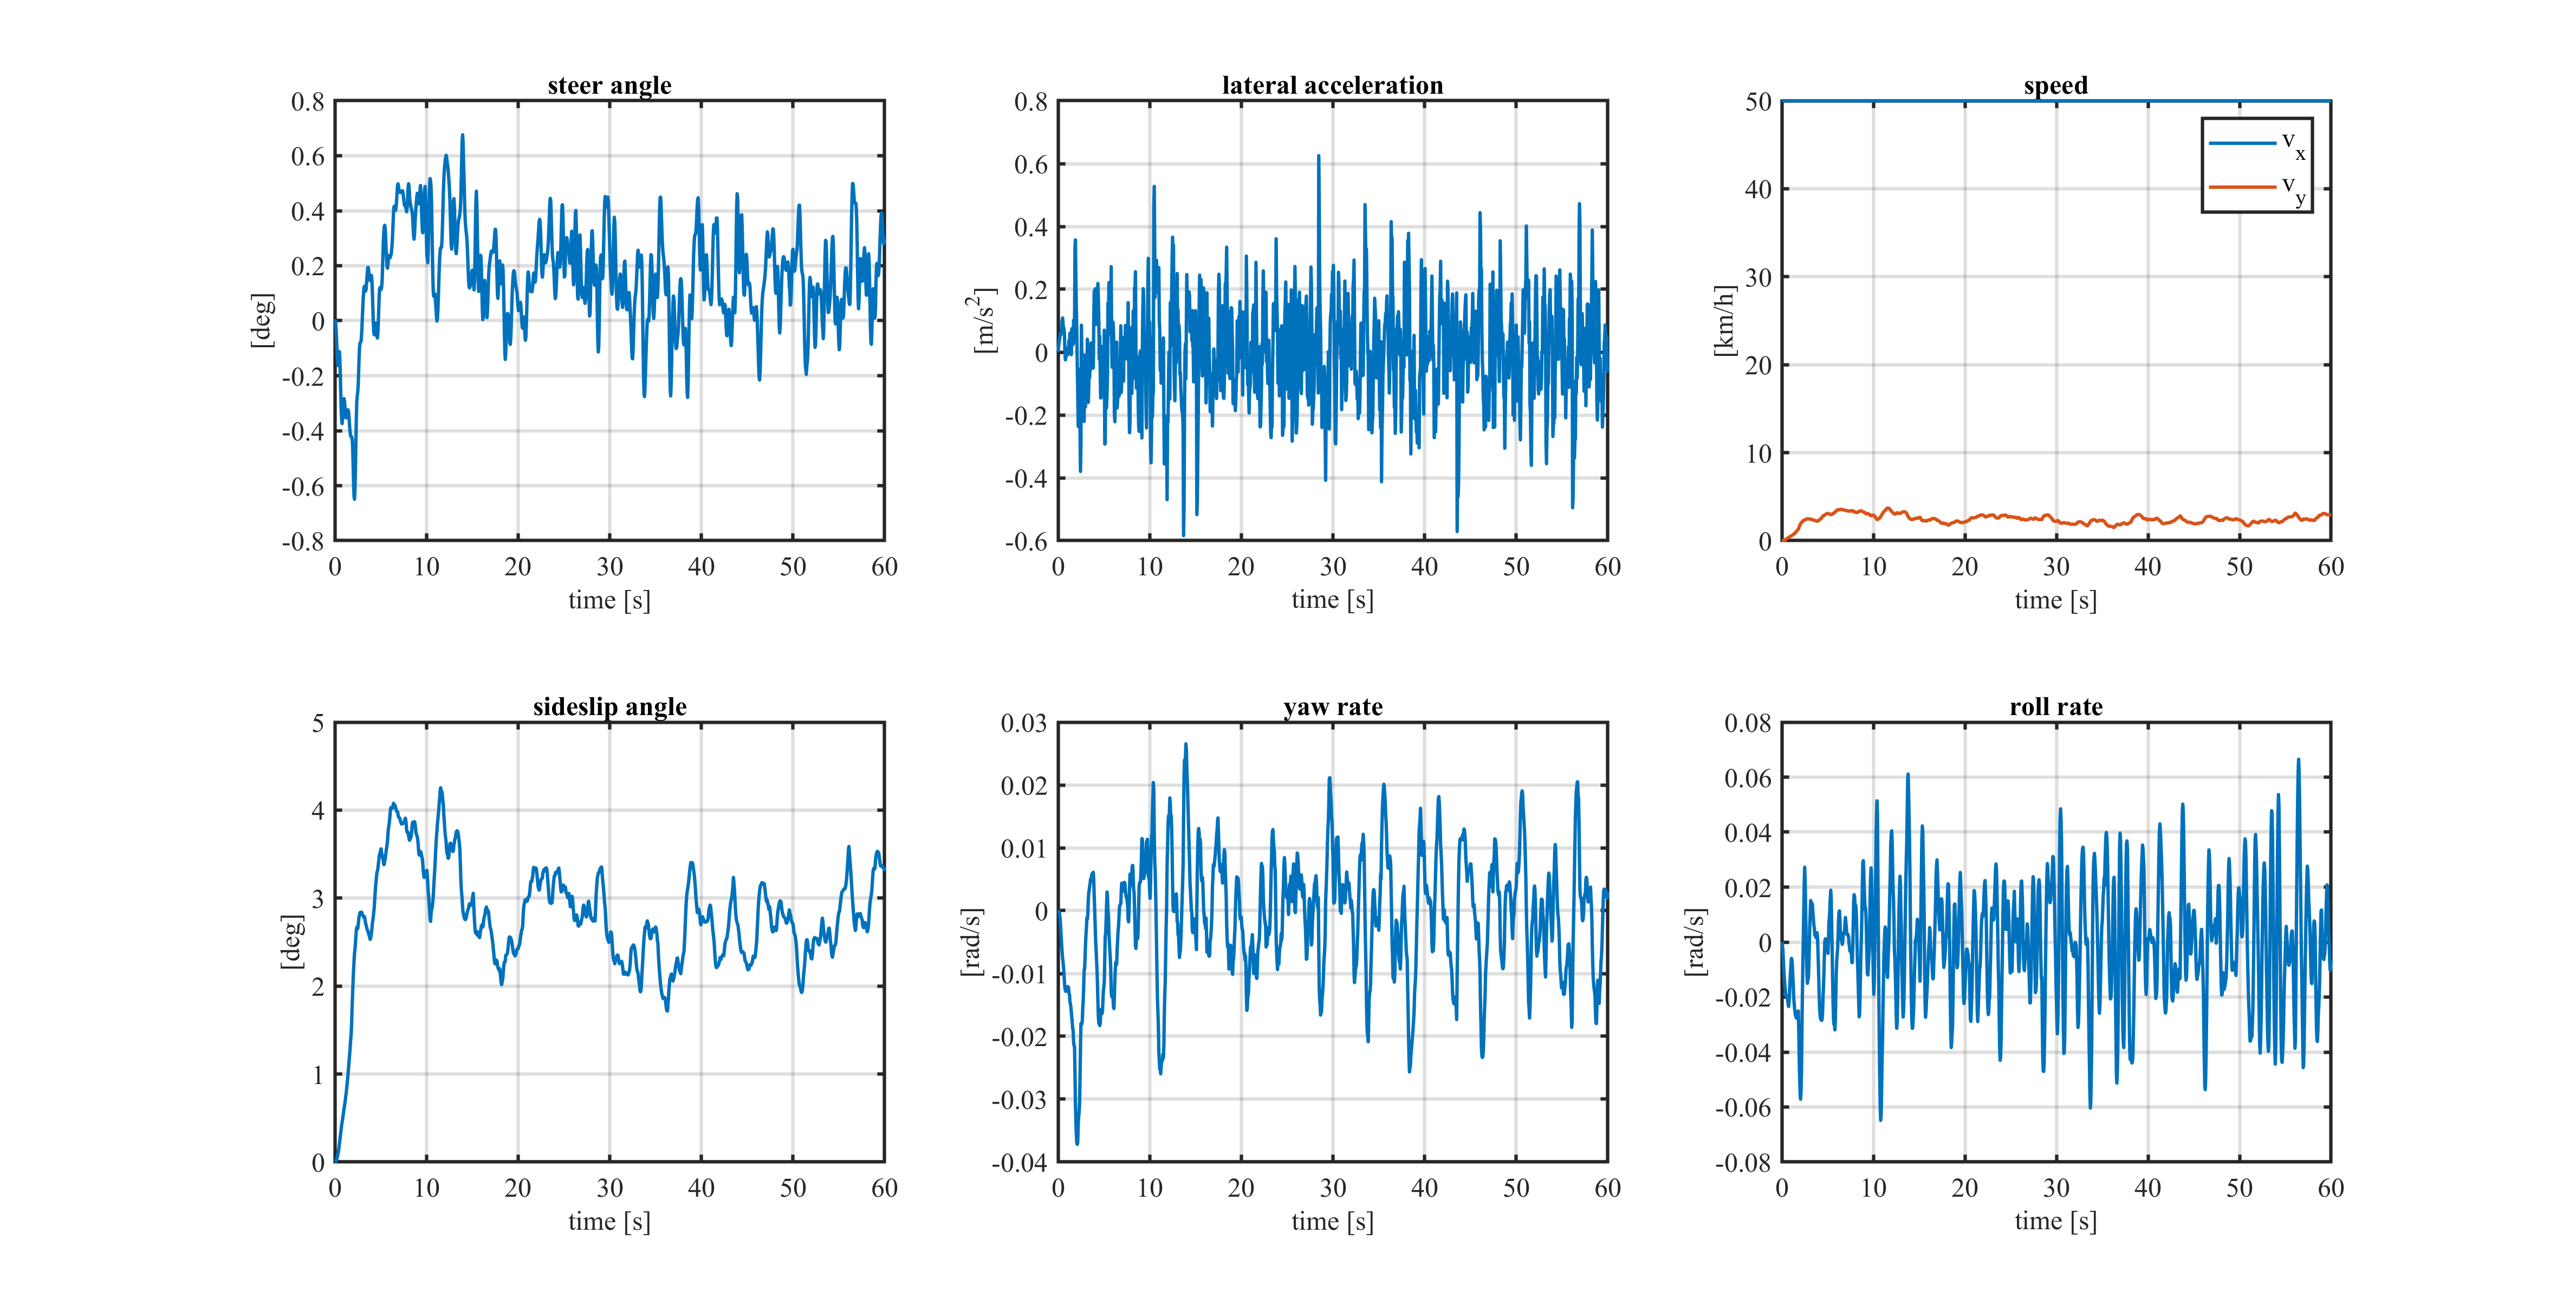 steer angle
0.8
0.6
0.4
0.2
0
-0.2
-0.4
-0.6
-0.8
[deg]
0 10 20 30 40 50 60
time [s]
lateral acceleration
0.8
0.6
0.4
0.2
0
-0.2
-0.4
-0.6
[m/s²]
0 10 20 30 40 50 60
time [s]
speed
50
40
30
20
10
0
[km/h]
v_x
v_y
0 10 20 30 40 50 60
time [s]
sideslip angle
5
4
3
2
1
0
[deg]
0 10 20 30 40 50 60
time [s]
yaw rate
0.03
0.02
0.01
0
-0.01
-0.02
-0.03
-0.04
[rad/s]
0 10 20 30 40 50 60
time [s]
roll rate
0.08
0.06
0.04
0.02
0
-0.02
-0.04
-0.06
-0.08
[rad/s]
0 10 20 30 40 50 60
time [s]